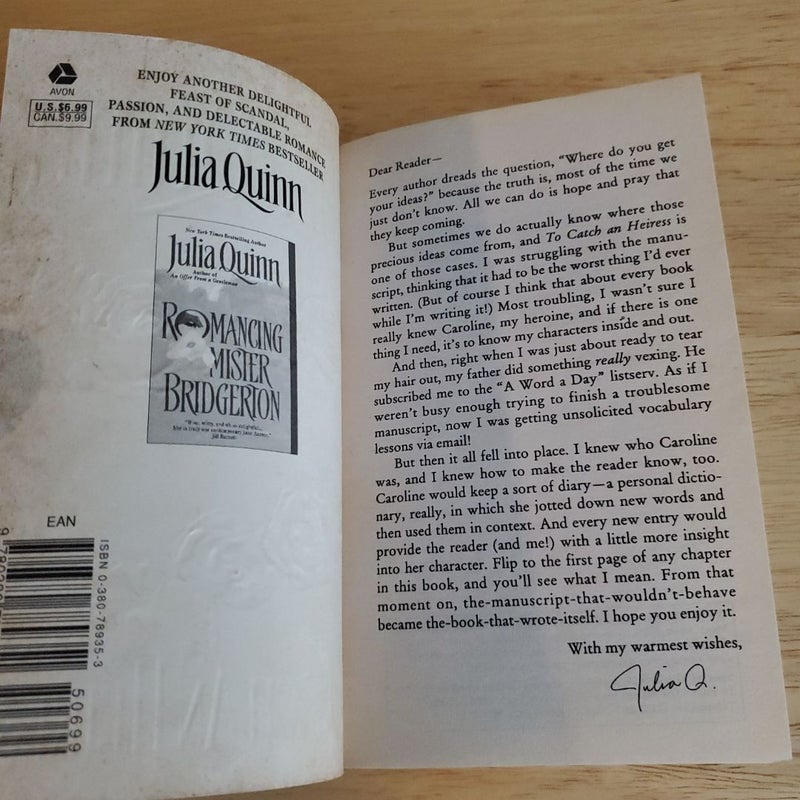 AVON
U.S.$6.99
CAN.$9.99
ENJOY ANOTHER DELIGHTFUL
FEAST OF SCANDAL,
PASSION, AND DELECTABLE ROMANCE
FROM NEW YORK TIMES BESTSELLER
Julia Quinn
New York Times Bestselling Author
Julia Quinn
Author of
An Offer From a Gentleman
ROMANCING
MISTER
BRIDGERTON
EAN
ISBN 0-380-78935-3
50699
Dear Reader—
Every author dreads the question, “Where do you get
your ideas?” because the truth is, most of the time we
just don't know. All we can do is hope and pray that
they keep coming.
But sometimes we do actually know where those
precious ideas come from, and To Catch an Heiress is
one of those cases. I was struggling with the manu-
script, thinking that it had to be the worst thing I'd ever
written. (But of course I think that about every book
while I'm writing it!) Most troubling, I wasn't sure I
really knew Caroline, my heroine, and if there is one
thing I need, it's to know my characters inside and out.
And then, right when I was just about ready to tear
my hair out, my father did something really vexing. He
subscribed me to the “A Word a Day” listserv. As if I
weren't busy enough trying to finish a troublesome
manuscript, now I was getting unsolicited vocabulary
lessons via email!
But then it all fell into place. I knew who Caroline
was, and I knew how to make the reader know, too.
Caroline would keep a sort of diary—a personal dictio-
nary, really, in which she jotted down new words and
then used them in context. And every new entry would
provide the reader (and me!) with a little more insight
into her character. Flip to the first page of any chapter
in this book, and you'll see what I mean. From that
moment on, the-manuscript-that-wouldn't-behave
became the-book-that-wrote-itself. I hope you enjoy it.
With my warmest wishes,
Julia Q.